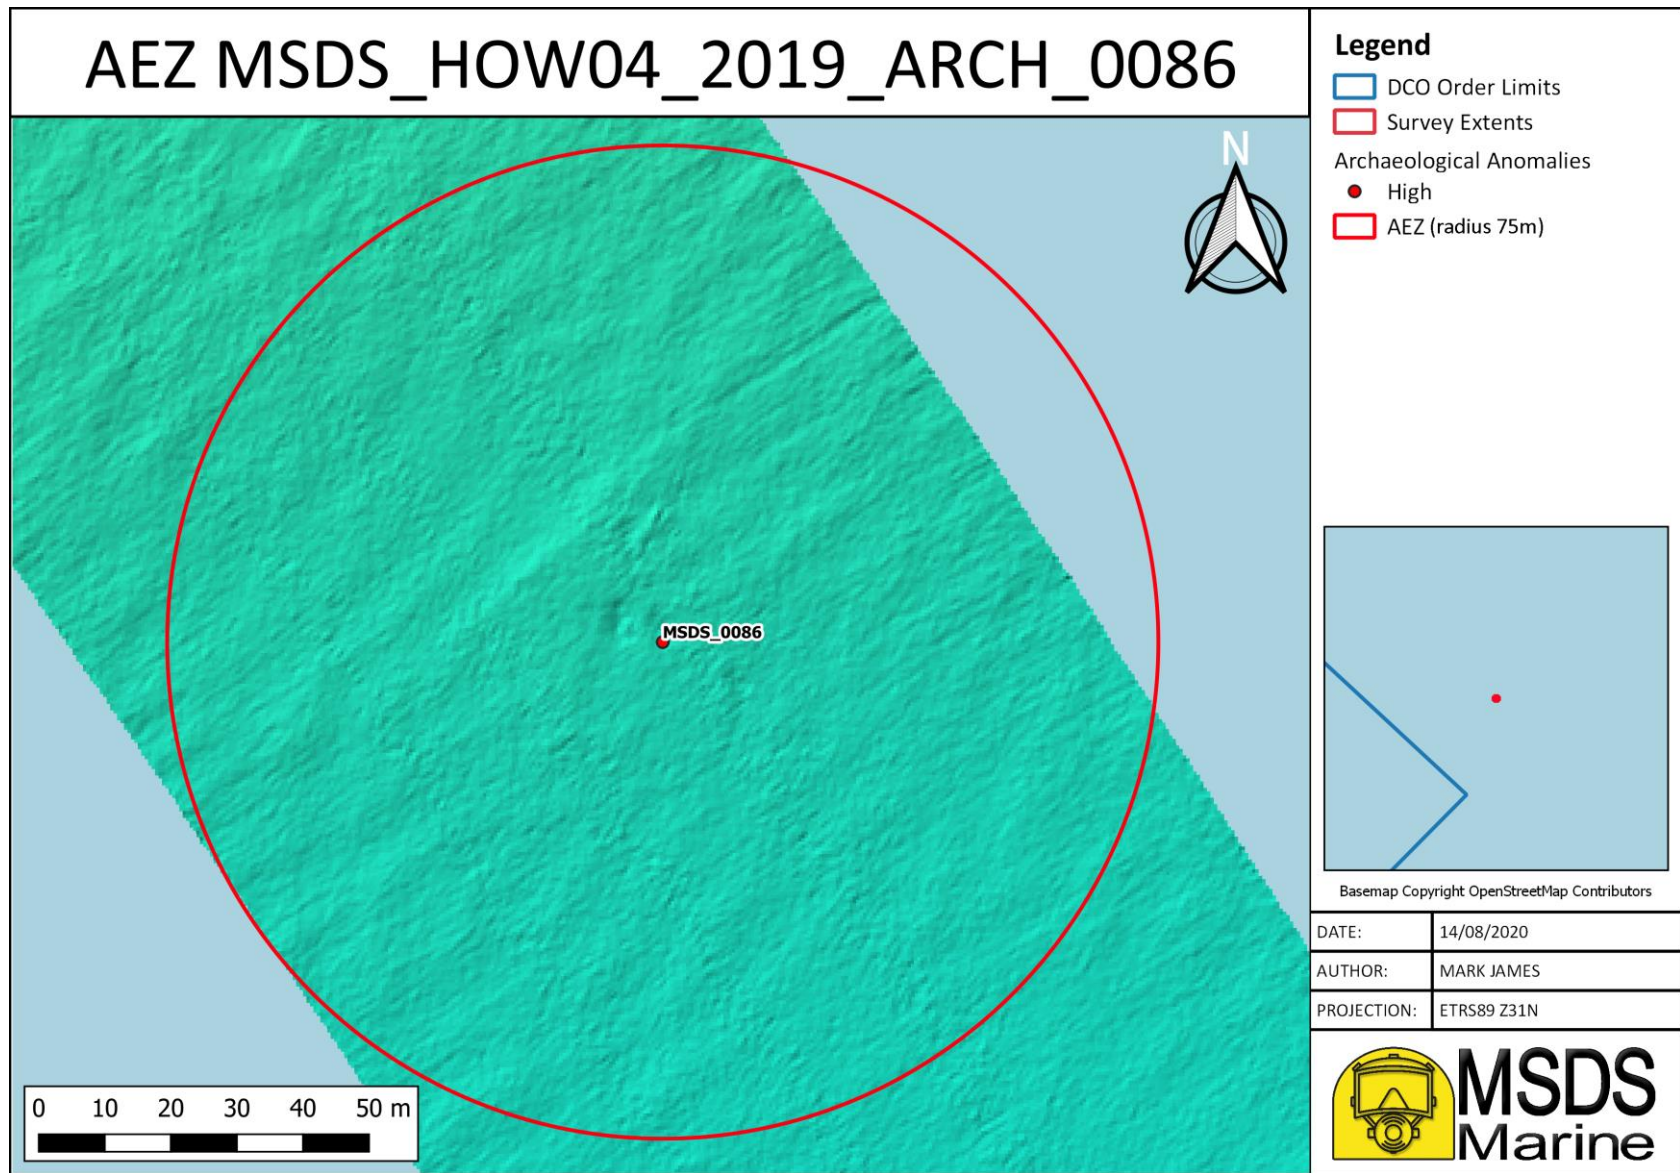 AEZ MSDS_HOW04_2019_ARCH_0086
N
MSDS_0086
0 10 20 30 40 50 m
Legend
DCO Order Limits
Survey Extents
Archaeological Anomalies
High
AEZ (radius 75m)
Basemap Copyright OpenStreetMap Contributors
DATE: 14/08/2020
AUTHOR: MARK JAMES
PROJECTION: ETRS89 Z31N
MSDS
Marine